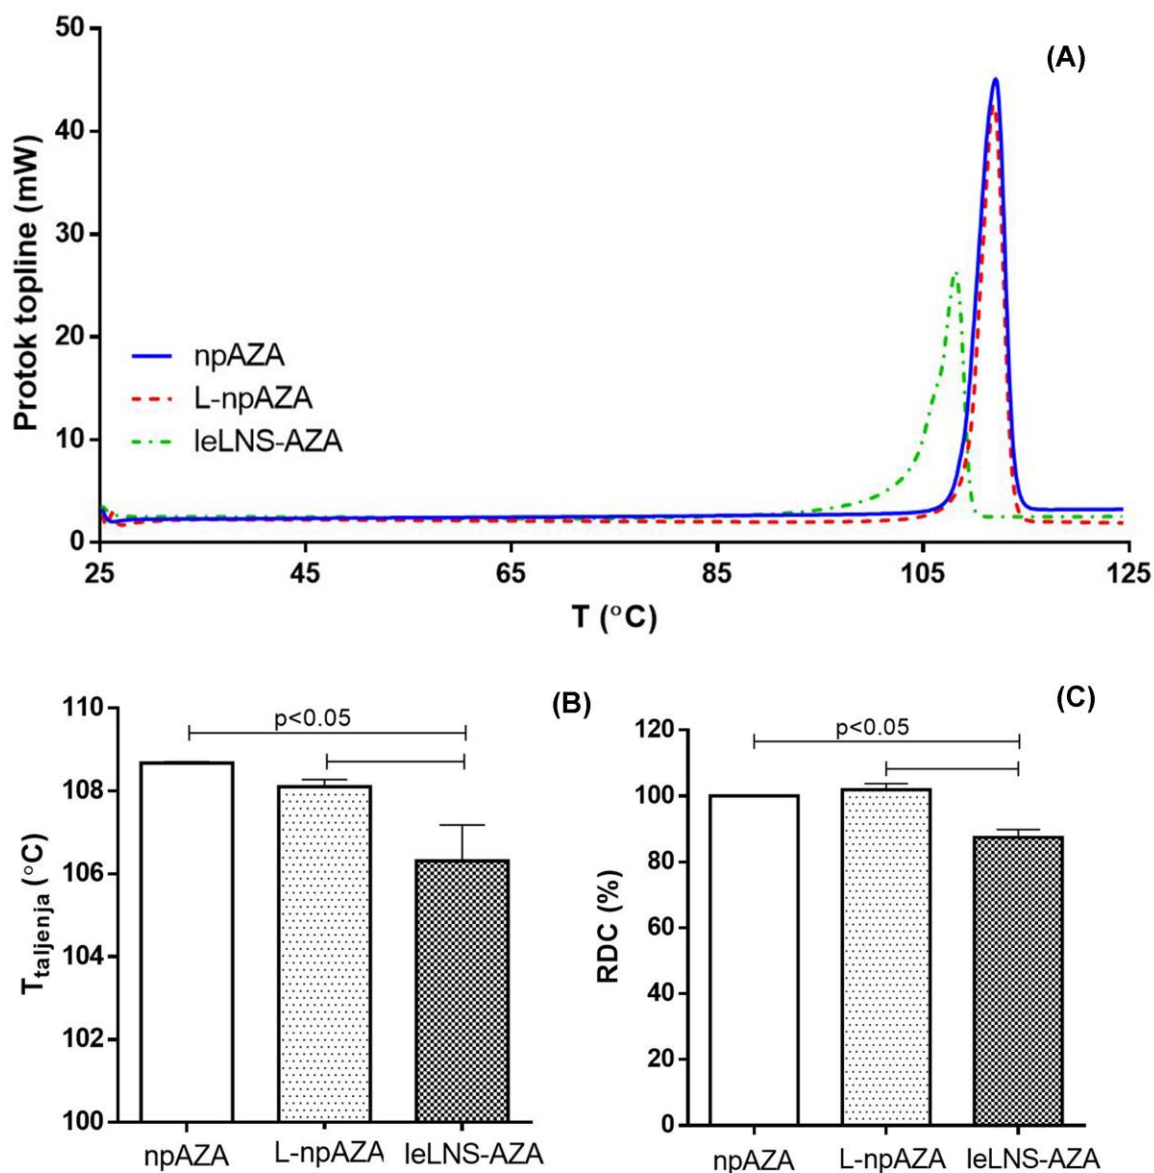 (A)
Protok topline (mW)
50
40
30
20
10
0
npAZA
L-npAZA
leLNS-AZA
25 45 65 85 105 125
T (°C)
(B)
T taljenja (°C)
110
108
106
104
102
100
p<0.05
npAZA L-npAZA leLNS-AZA
(C)
RDC (%)
120
100
80
60
40
20
0
p<0.05
npAZA L-npAZA leLNS-AZA